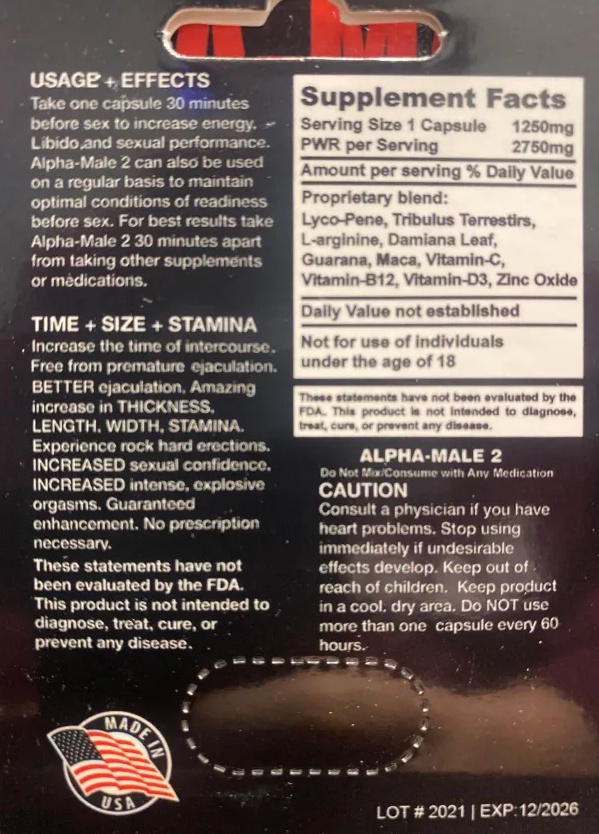 USAGE + EFFECTS
Take one capsule 30 minutes
before sex to increase energy.
Libido,and sexual performance.
Alpha-Male 2 can also be used
on a regular basis to maintain
optimal conditions of readiness
before sex. For best results take
Alpha-Male 2 30 minutes apart
from taking other supplements
or medications.
TIME + SIZE + STAMINA
Increase the time of intercourse.
Free from premature ejaculation.
BETTER ejaculation. Amazing
increase in THICKNESS.
LENGTH, WIDTH, STAMINA.
Experience rock hard erections.
INCREASED sexual confidence.
INCREASED intense, explosive
orgasms. Guaranteed
enhancement. No prescription
necessary.
These statements have not
been evaluated by the FDA.
This product is not intended to
diagnose, treat, cure, or
prevent any disease.
MADE IN
USA
Supplement Facts
Serving Size 1 Capsule 1250mg
PWR per Serving 2750mg
Amount per serving % Daily Value
Proprietary blend:
Lyco-Pene, Tribulus Terrestirs,
L-arginine, Damiana Leaf,
Guarana, Maca, Vitamin-C,
Vitamin-B12, Vitamin-D3, Zinc Oxide
Daily Value not established
Not for use of individuals
under the age of 18
These statements have not been evaluated by the
FDA. This product is not intended to diagnose,
treat, cure, or prevent any disease.
ALPHA-MALE 2
Do Not Mix/Consume with Any Medication
CAUTION
Consult a physician if you have
heart problems. Stop using
immediately if undesirable
effects develop. Keep out of
reach of children. Keep product
in a cool, dry area. Do NOT use
more than one capsule every 60
hours.
LOT # 2021 | EXP:12/2026